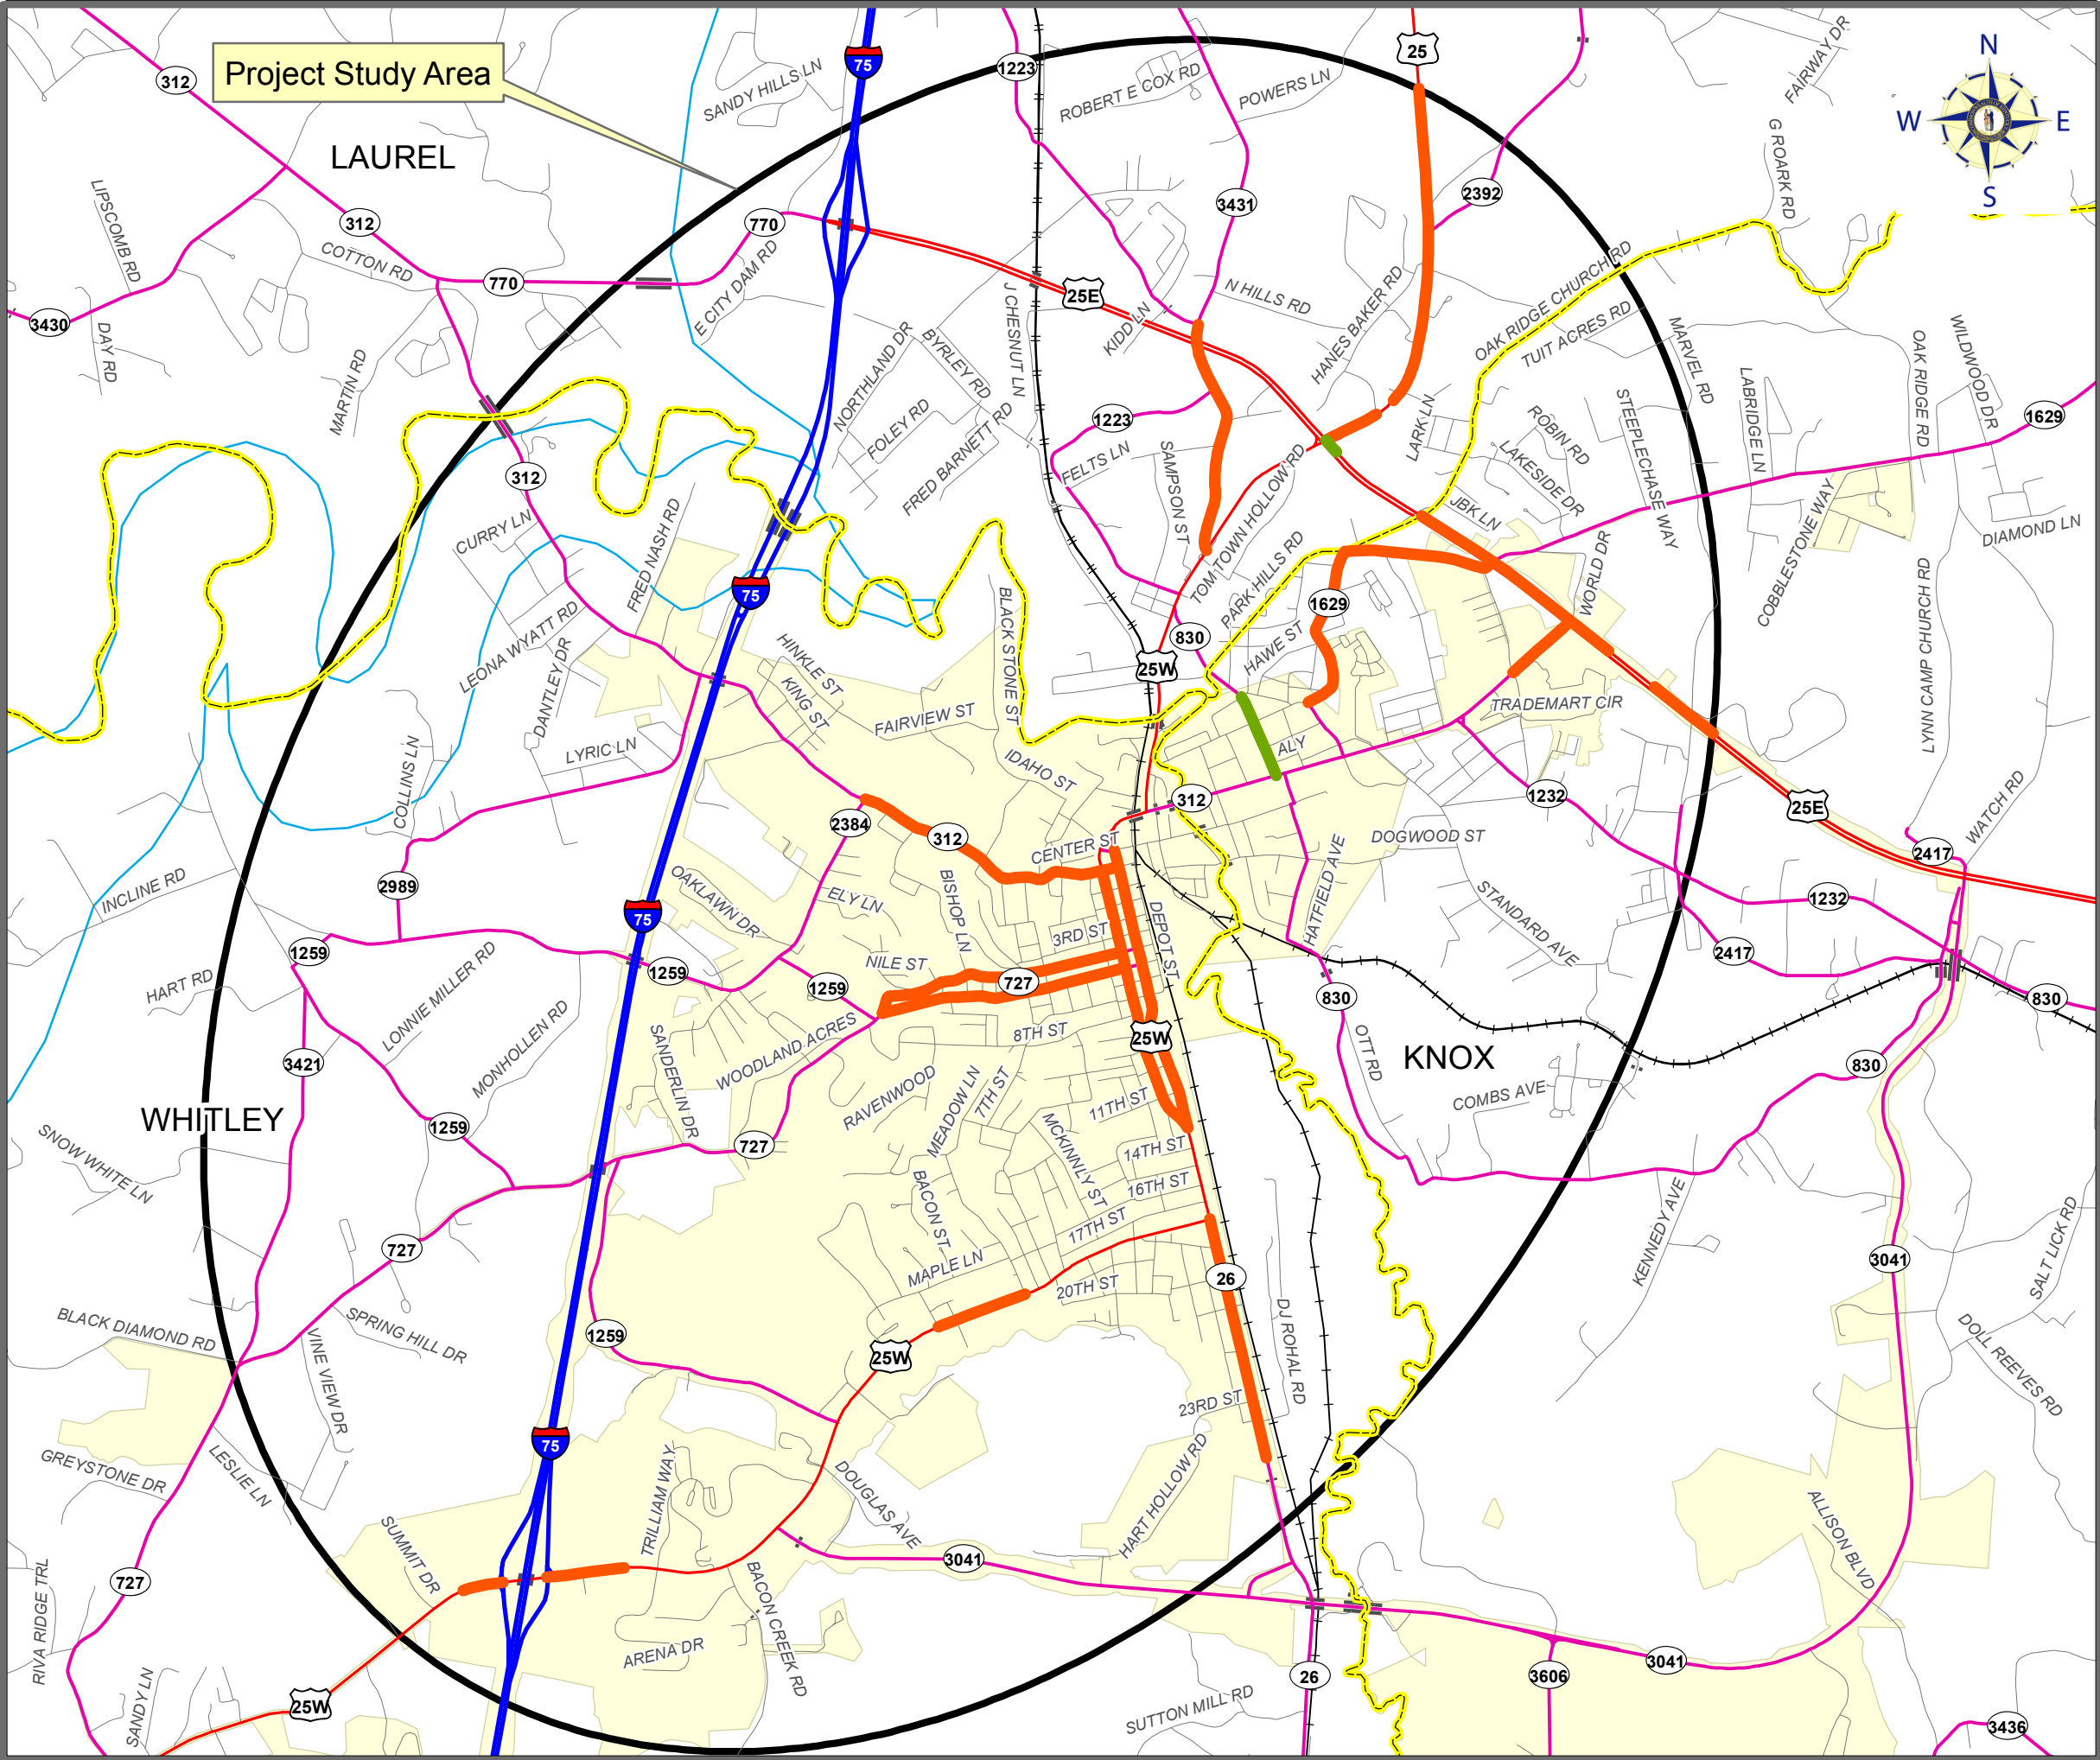 Project Study Area
LAUREL
WHITLEY
KNOX
N
W
E
S
75
25
312
1223
SANDY HILLS LN
ROBERT E COX RD
POWERS LN
FAIRWAY DR
G ROARK RD
LIPSCOMB RD
312
770
3431
2392
COTTON RD
770
E CITY DAM RD
25E
N HILLS RD
HANES BAKER RD
OAK RIDGE CHURCH RD
TUIT ACRES RD
3430
DAY RD
MARTIN RD
NORTHLAND DR
BYRLEY RD
J CHESNUT LN
KIDD LN
MARVEL RD
OAK RIDGE RD
WILDWOOD DR
FOLEY RD
FRED BARNETT RD
1223
LARK LN
ROBIN RD
STEEPLECHASE WAY
LABRIDGE LN
1629
312
FELTS LN
SAMPSON ST
TOM TOWN HOLLOW RD
LAKESIDE DR
JBK LN
CURRY LN
FRED NASH RD
COBBLESTONE WAY
DIAMOND LN
75
BLACK STONE ST
PARK HILLS RD
1629
WORLD DR
LYNN CAMP CHURCH RD
LEONA WYATT RD
DANTLEY DR
HINKLE ST
KING ST
830
HAWE ST
25W
FAIRVIEW ST
TRADEMART CIR
COLLINS LN
LYRIC LN
IDAHO ST
ALY
312
1232
25E
WATCH RD
2384
312
CENTER ST
DOGWOOD ST
2417
INCLINE RD
2989
OAKLAWN DR
ELY LN
BISHOP LN
HATFIELD AVE
STANDARD AVE
1232
75
DEPOT ST
3RD ST
1259
1259
NILE ST
2417
HART RD
LONNIE MILLER RD
1259
727
830
830
MONHOLLEN RD
SANDERLIN DR
WOODLAND ACRES
8TH ST
25W
OTT RD
3421
830
RAVENWOOD
MEADOW LN
7TH ST
11TH ST
COMBS AVE
SNOW WHITE LN
1259
727
MCKINNLY ST
14TH ST
BACON ST
16TH ST
17TH ST
727
MAPLE LN
20TH ST
26
KENNEDY AVE
3041
SALT LICK RD
BLACK DIAMOND RD
SPRING HILL DR
VINE VIEW DR
1259
25W
DJ ROHAL RD
DOLL REEVES RD
23RD ST
75
GREYSTONE DR
LESLIE LN
TRILLIAM WAY
DOUGLAS AVE
HART HOLLOW RD
ALLISON BLVD
SUMMIT DR
3041
727
RIVA RIDGE TRL
BACON CREEK RD
ARENA DR
26
3606
3041
SANDY LN
25W
SUTTON MILL RD
3436